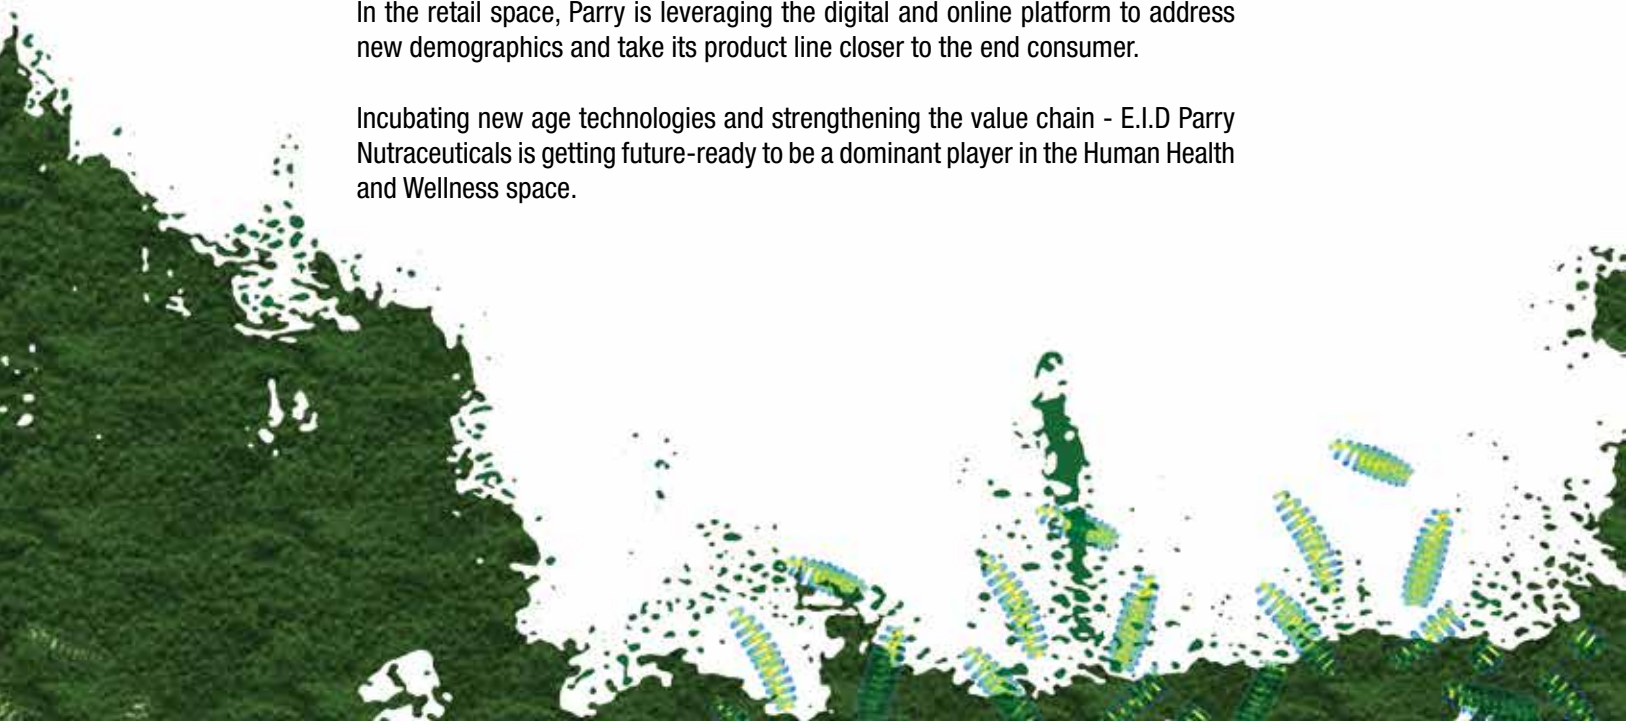 In the retail space, Parry is leveraging the digital and online platform to address
new demographics and take its product line closer to the end consumer.
Incubating new age technologies and strengthening the value chain - E.I.D Parry
Nutraceuticals is getting future-ready to be a dominant player in the Human Health
and Wellness space.